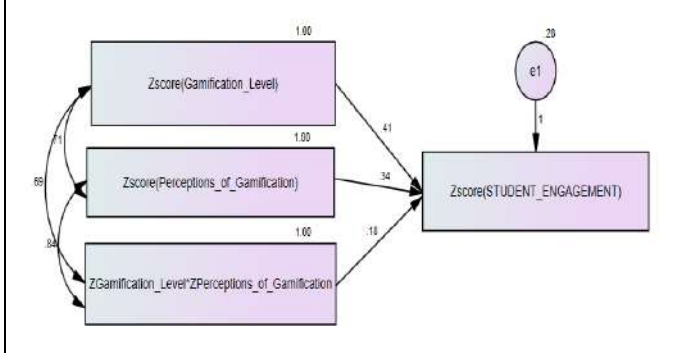 1.00
.20
Zscore(Gamification_Level)
e1
1.00
.71
.41
1
Zscore(Perceptions_of_Gamification)
.34
Zscore(STUDENT_ENGAGEMENT)
.69
1.00
.18
.84
ZGamification_Level*ZPerceptions_of_Gamification